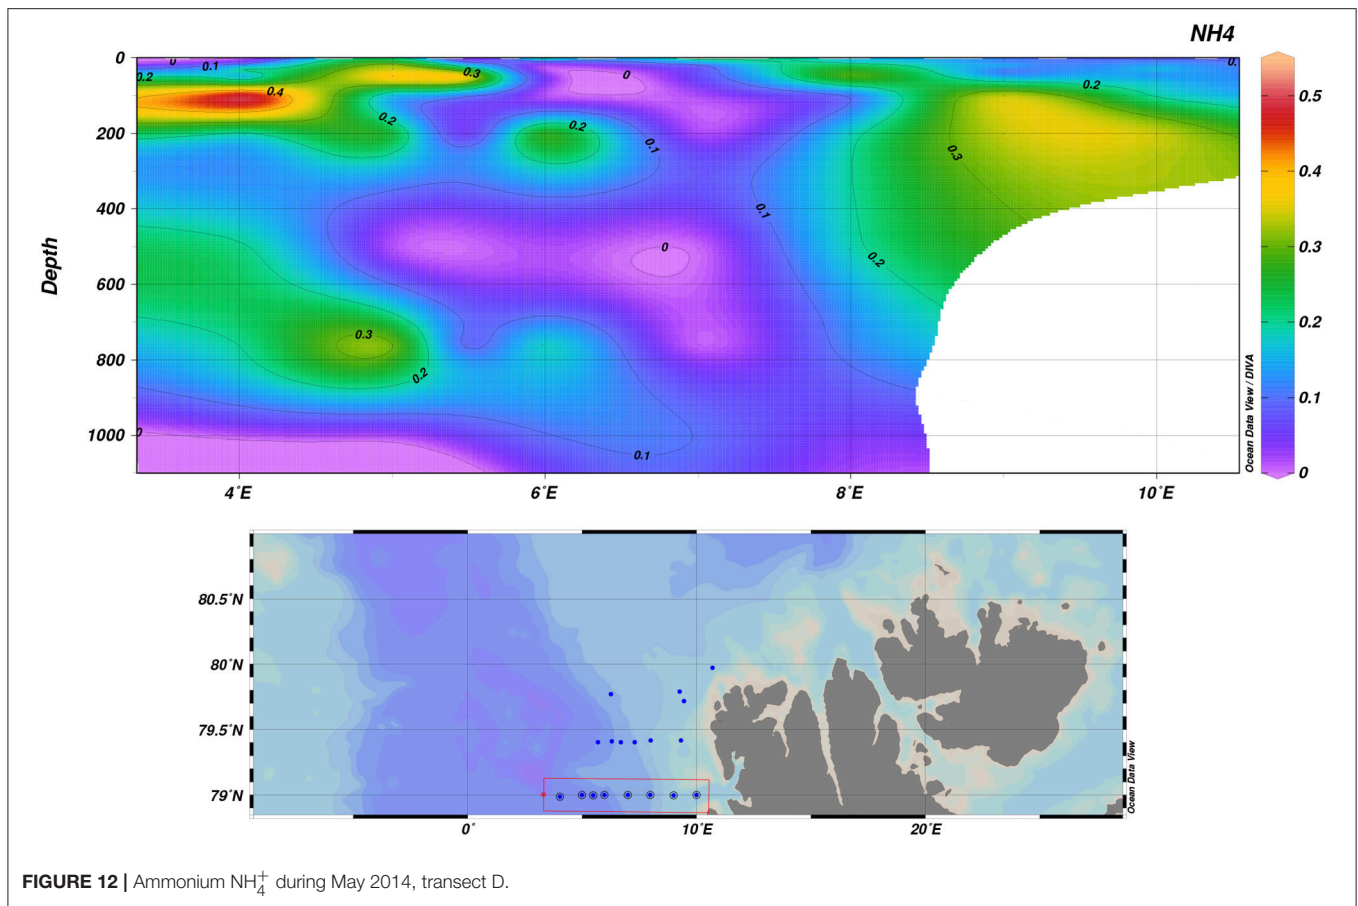 NH4
0
0
0.1
0.2
0.4
0.3
0
0.2
0.2
0.1
0.2
0.3
0.1
0
0.2
0.3
0.2
0
0.1
0.
0
200
400
600
800
1000
Depth
4°E
6°E
8°E
10°E
0.5
0.4
0.3
0.2
0.1
0
Ocean Data View / DIVA
80.5°N
80°N
79.5°N
79°N
0°
10°E
20°E
Ocean Data View
FIGURE 12 | Ammonium NH₄⁺ during May 2014, transect D.